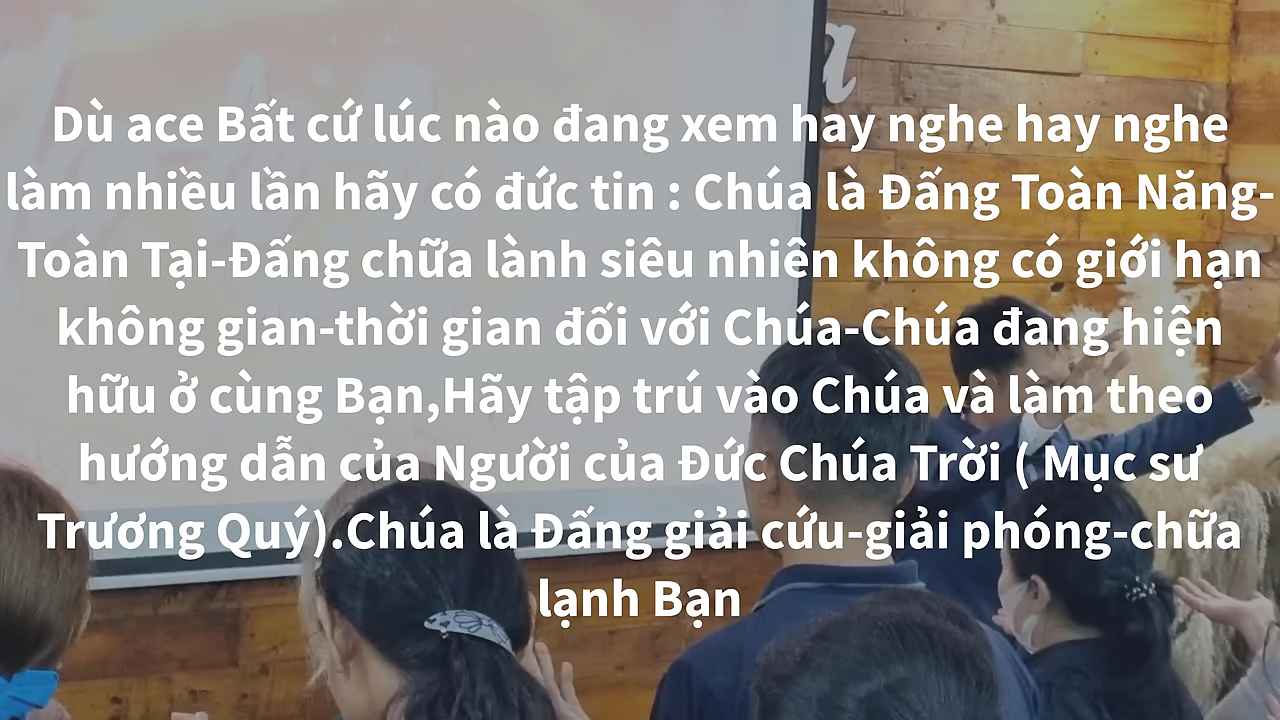 Dù ace Bất cứ lúc nào đang xem hay nghe hay nghe
làm nhiều lần hãy có đức tin : Chúa là Đấng Toàn Năng-
Toàn Tại-Đấng chữa lành siêu nhiên không có giới hạn
không gian-thời gian đối với Chúa-Chúa đang hiện
hữu ở cùng Bạn,Hãy tập trú vào Chúa và làm theo
hướng dẫn của Người của Đức Chúa Trời ( Mục sư
Trương Quý).Chúa là Đấng giải cứu-giải phóng-chữa
lạnh Bạn